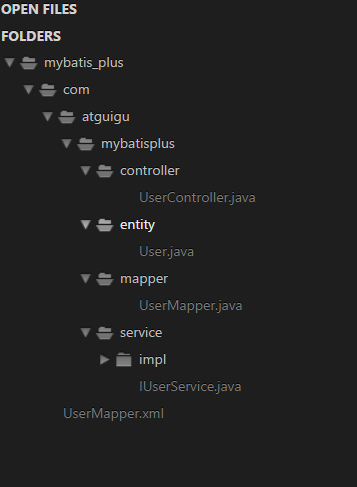 OPEN FILES
FOLDERS
mybatis_plus
com
atguigu
mybatisplus
controller
UserController.java
entity
User.java
mapper
UserMapper.java
service
impl
IUserService.java
UserMapper.xml